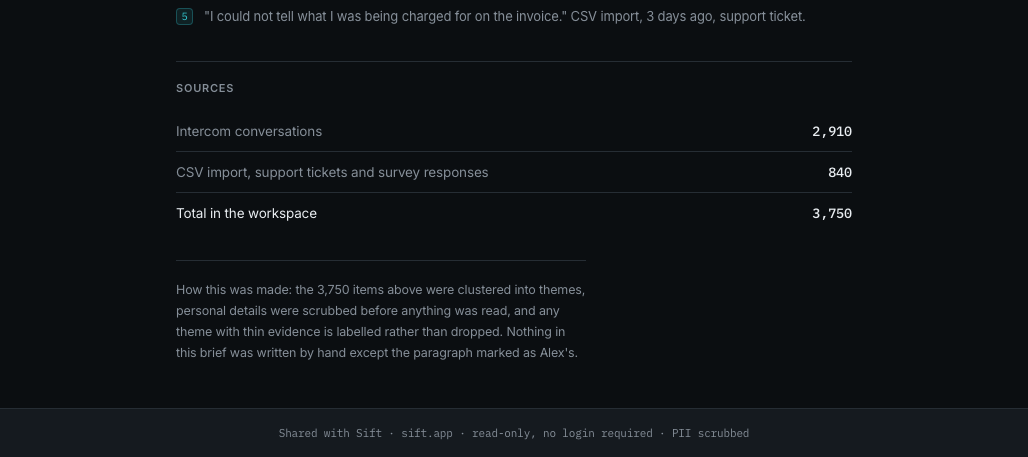 5 "I could not tell what I was being charged for on the invoice." CSV import, 3 days ago, support ticket.
SOURCES
Intercom conversations 2,910
CSV import, support tickets and survey responses 840
Total in the workspace 3,750
How this was made: the 3,750 items above were clustered into themes,
personal details were scrubbed before anything was read, and any
theme with thin evidence is labelled rather than dropped. Nothing in
this brief was written by hand except the paragraph marked as Alex's.
Shared with Sift · sift.app · read-only, no login required · PII scrubbed